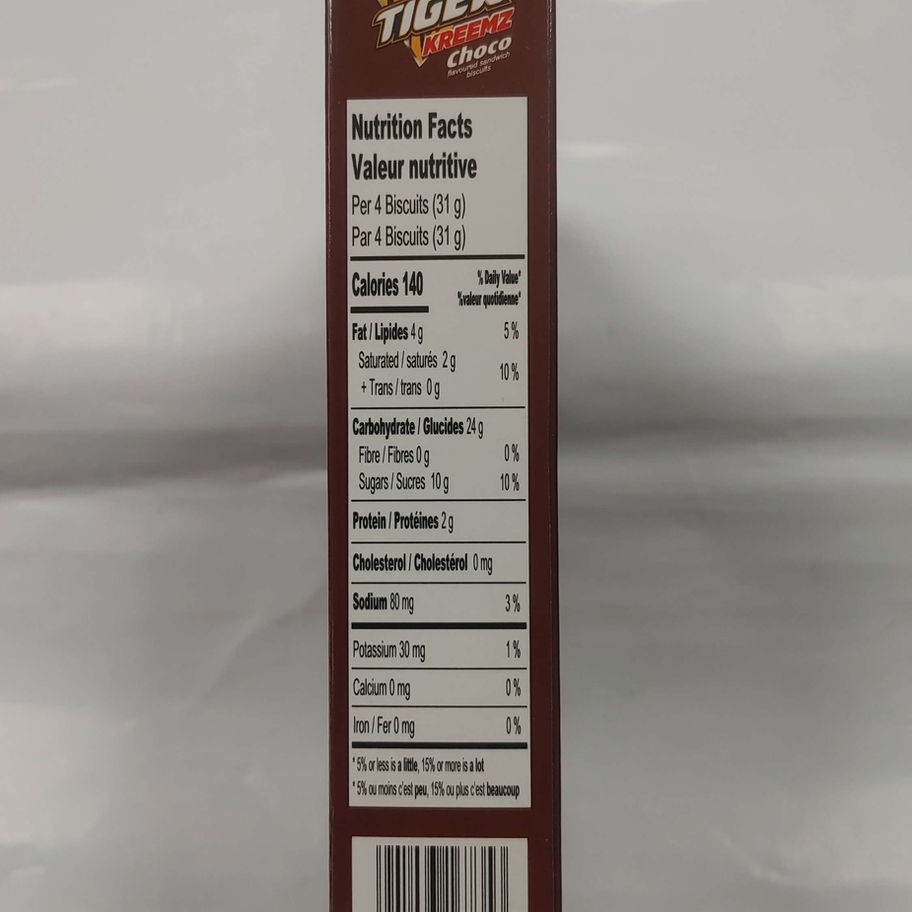 TIGER
KREEMZ
Choco
flavoured sandwich
biscuits
Nutrition Facts
Valeur nutritive
Per 4 Biscuits (31 g)
Par 4 Biscuits (31 g)
Calories 140
% Daily Value*
% valeur quotidienne*
Fat / Lipides 4 g 5 %
Saturated / saturés 2 g
+ Trans / trans 0 g 10 %
Carbohydrate / Glucides 24 g
Fibre / Fibres 0 g 0 %
Sugars / Sucres 10 g 10 %
Protein / Protéines 2 g
Cholesterol / Cholestérol 0 mg
Sodium 80 mg 3 %
Potassium 30 mg 1 %
Calcium 0 mg 0 %
Iron / Fer 0 mg 0 %
* 5% or less is a little, 15% or more is a lot
* 5% ou moins c'est peu, 15% ou plus c'est beaucoup